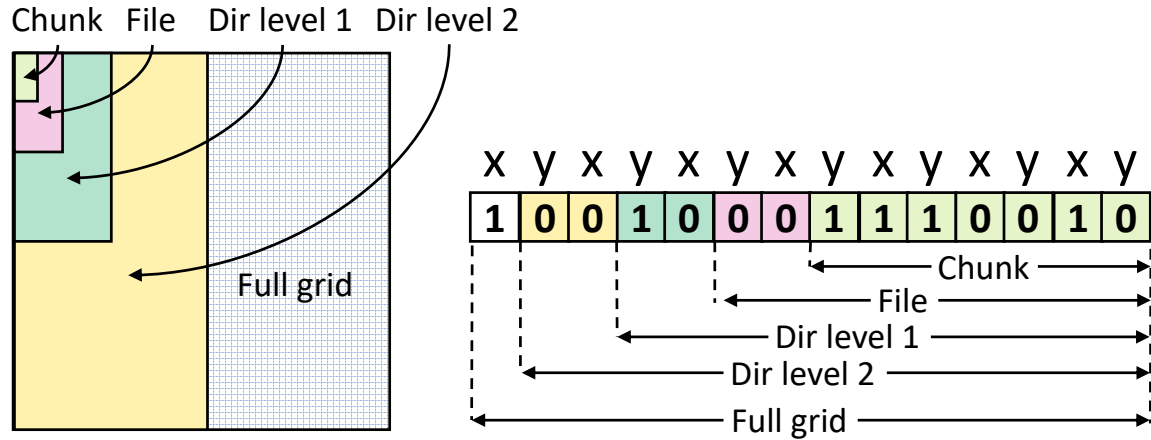 Chunk File Dir level 1 Dir level 2
Full grid
x y x y x y x y x y x y x y
1 0 0 1 0 0 0 1 1 1 0 0 1 0
Chunk
File
Dir level 1
Dir level 2
Full grid